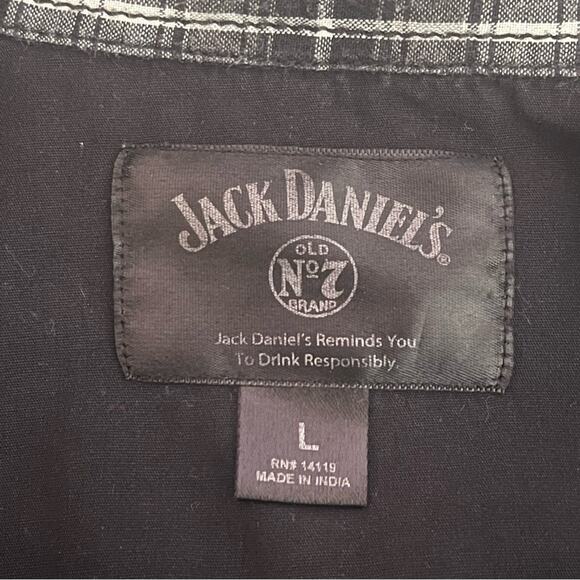 JACK DANIEL'S®
OLD
Nº7
BRAND
Jack Daniel's Reminds You
To Drink Responsibly.
L
RN# 14119
MADE IN INDIA